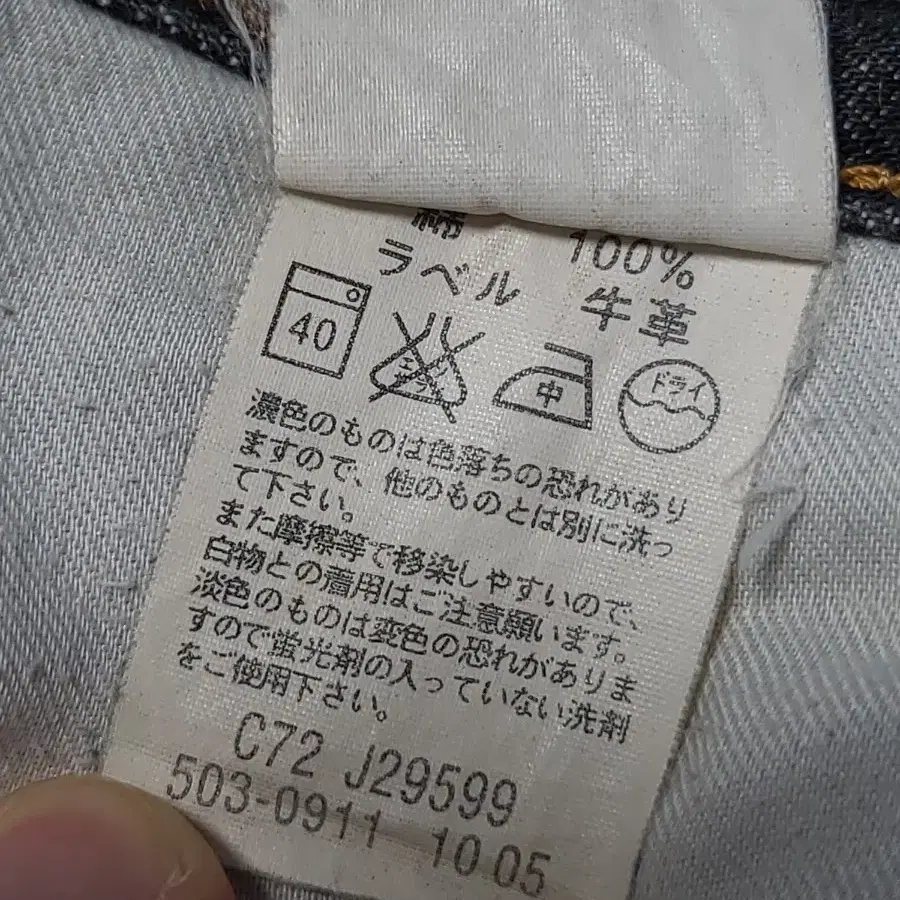 綿 100%
ラベル 牛革
40 エンソサラシ 中 ドライ
濃色のものは色落ちの恐れがあり
ますので、他のものとは別に洗っ
て下さい。
また摩擦等で移染しやすいので、
白物との着用はご注意願います。
淡色のものは変色の恐れがありま
すので蛍光剤の入っていない洗剤
をご使用下さい。
C72 J29599
503-0911 10 05